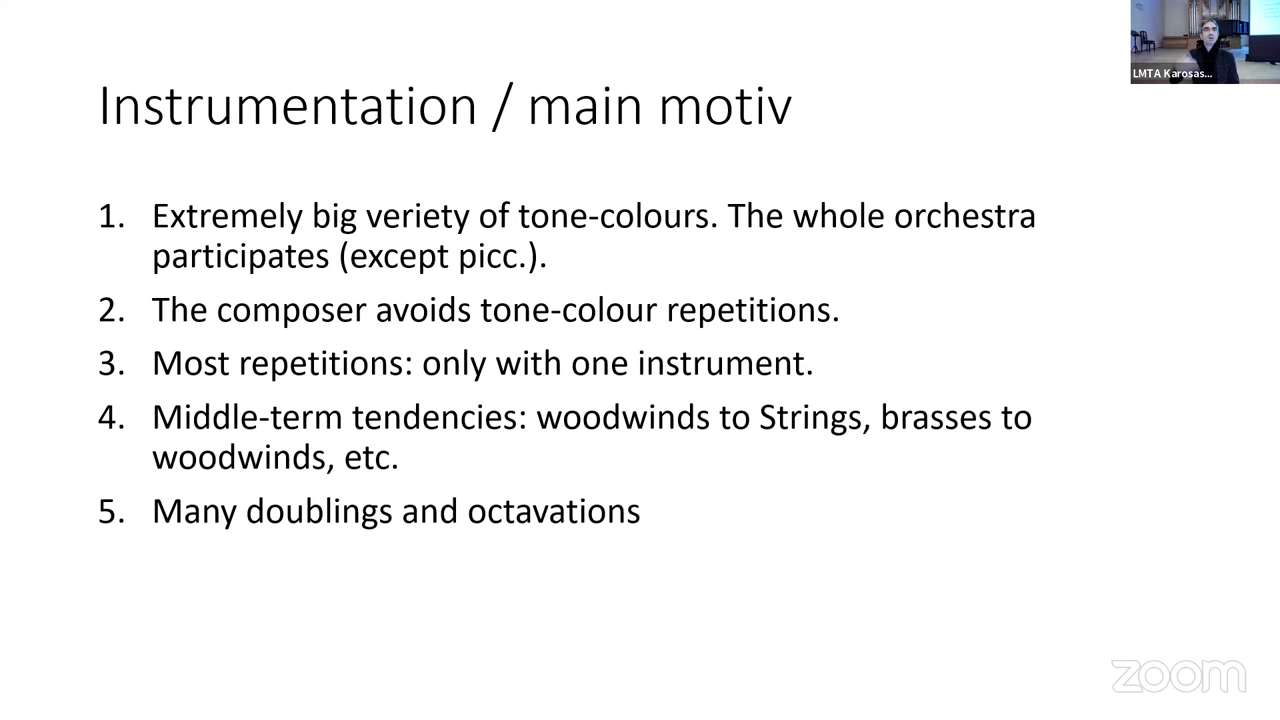 LMTA Karosas...
Instrumentation / main motiv
1. Extremely big veriety of tone-colours. The whole orchestra
participates (except picc.).
2. The composer avoids tone-colour repetitions.
3. Most repetitions: only with one instrument.
4. Middle-term tendencies: woodwinds to Strings, brasses to
woodwinds, etc.
5. Many doublings and octavations
zoom